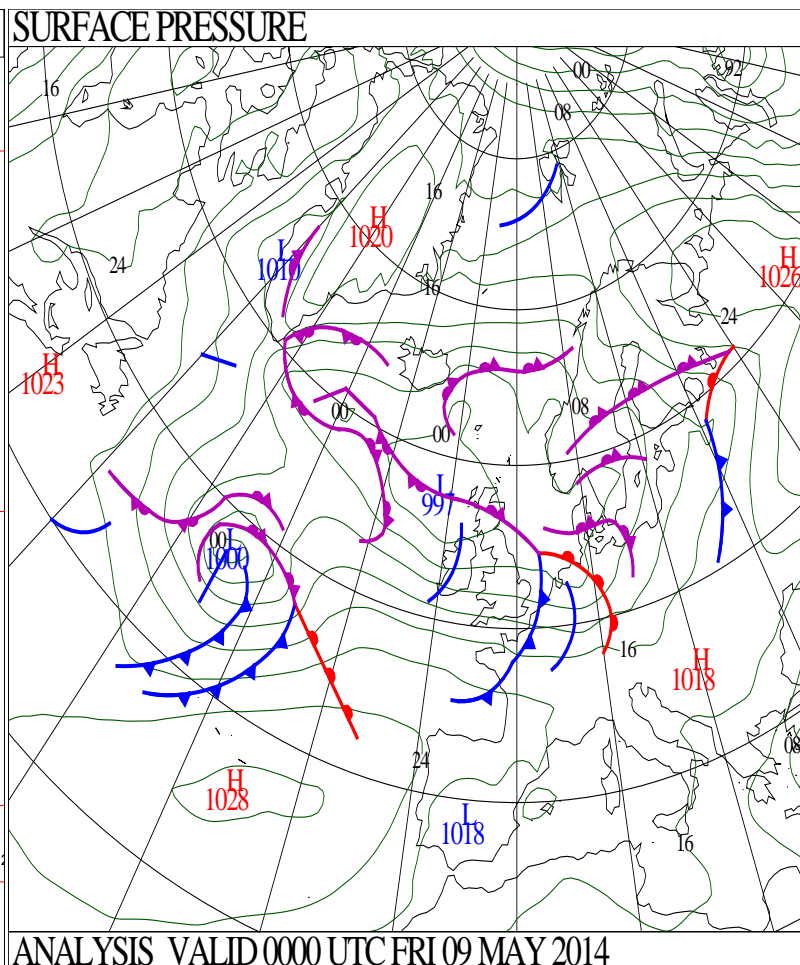 SURFACE PRESSURE
00
92
16
08
16
H
1020
L
1010
H
1026
24
16
24
H
1023
00
08
00
L
997
00
L
1000
16
H
1018
24
08
H
1028
L
1018
16
ANALYSIS VALID 0000 UTC FRI 09 MAY 2014